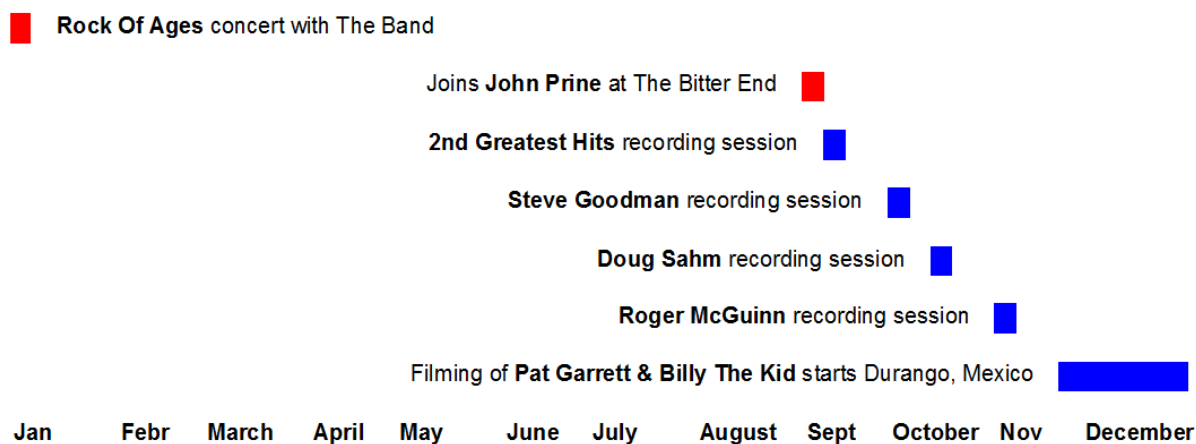 Rock Of Ages concert with The Band
Joins John Prine at The Bitter End
2nd Greatest Hits recording session
Steve Goodman recording session
Doug Sahm recording session
Roger McGuinn recording session
Filming of Pat Garrett & Billy The Kid starts Durango, Mexico
Jan Febr March April May June July August Sept October Nov December